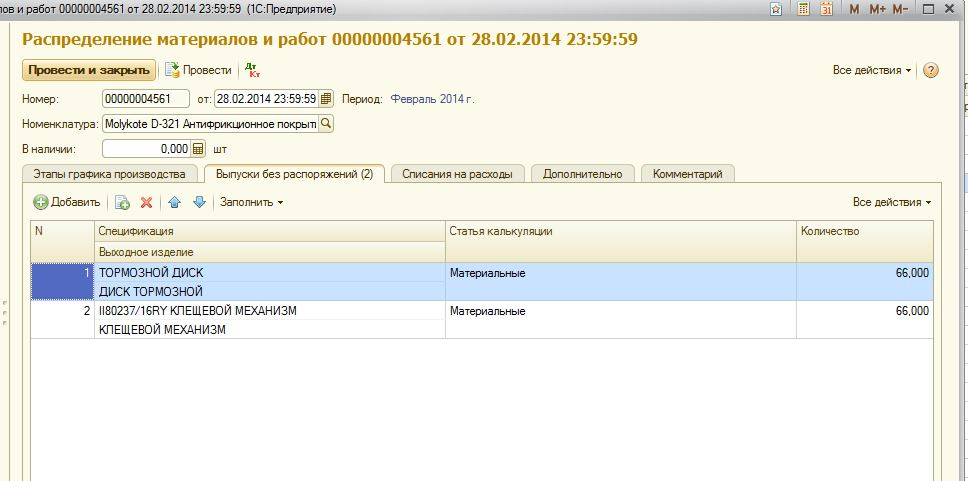 лов и работ 00000004561 от 28.02.2014 23:59:59 (1С:Предприятие)
31 M M+ M-
Распределение материалов и работ 00000004561 от 28.02.2014 23:59:59
Провести и закрыть Провести Дт Кт Все действия ?
Номер: 00000004561 от: 28.02.2014 23:59:59 Период: Февраль 2014 г.
Номенклатура: Molykote D-321 Антифрикционное покрыт
В наличии: 0,000 шт
Этапы графика производства Выпуски без распоряжений (2) Списания на расходы Дополнительно Комментарий
Добавить Заполнить Все действия
N Спецификация Статья калькуляции Количество
Выходное изделие
1 ТОРМОЗНОЙ ДИСК Материальные 66,000
ДИСК ТОРМОЗНОЙ
2 II80237/16RY КЛЕЩЕВОЙ МЕХАНИЗМ Материальные 66,000
КЛЕЩЕВОЙ МЕХАНИЗМ